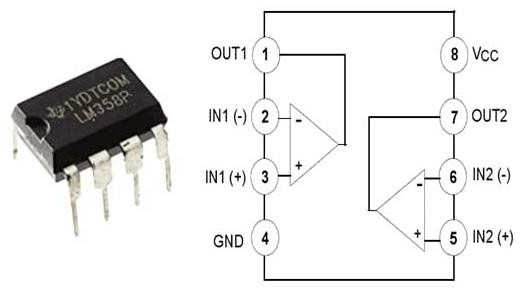 1YDTCOM
LM358P
OUT1 1
8 VCC
IN1 (-) 2 -
7 OUT2
IN1 (+) 3 +
- 6 IN2 (-)
GND 4
+ 5 IN2 (+)